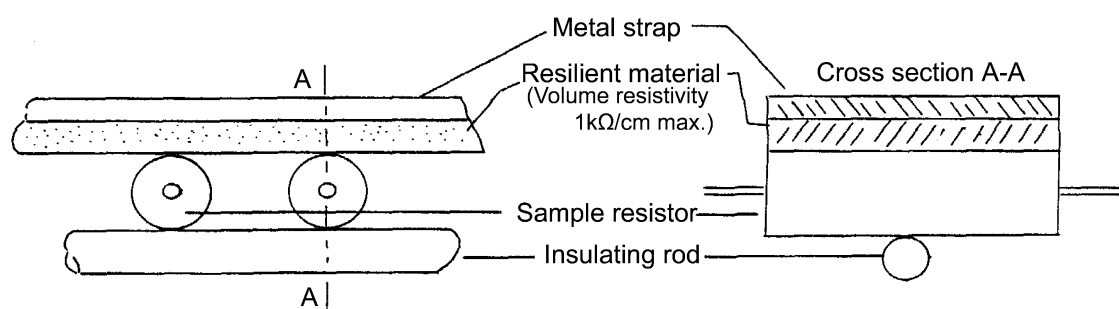 Metal strap
A
Resilient material
(Volume resistivity
1kΩ/cm max.)
Cross section A-A
Sample resistor
Insulating rod
A